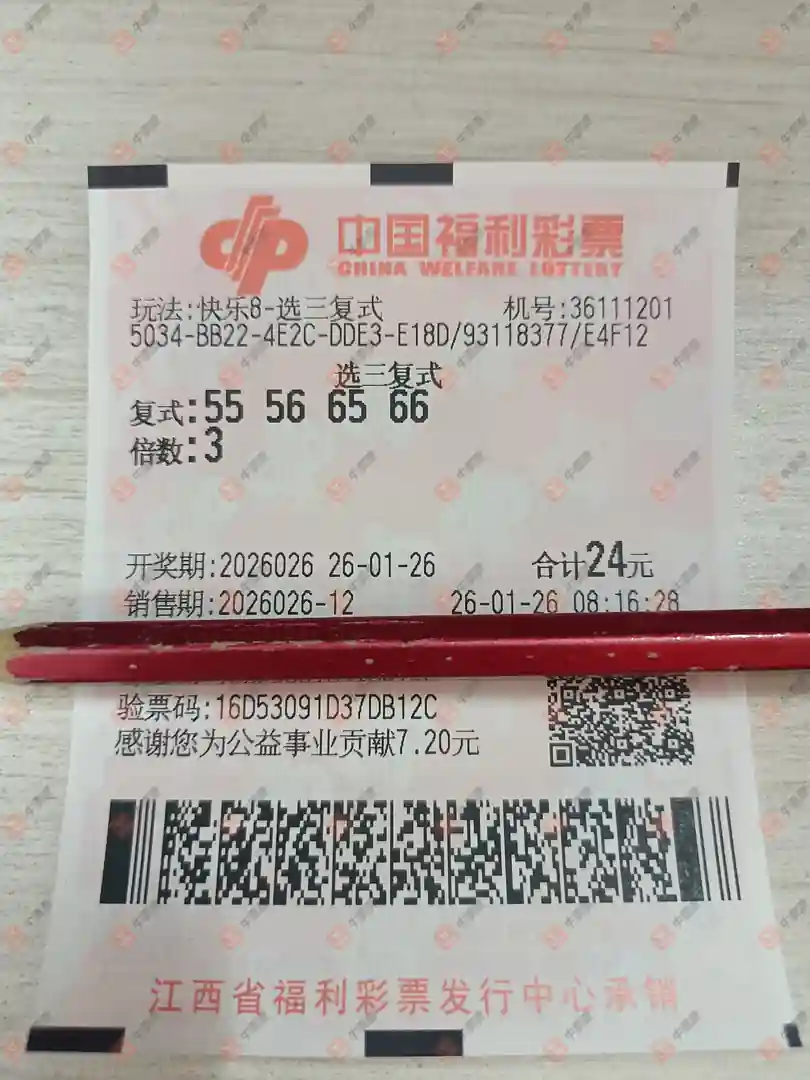 中国福利彩票
CHINA WELFARE LOTTERY
玩法:快乐8-选三复式 机号:36111201
5034-BB22-4E2C-DDE3-E18D/93118377/E4F12
选三复式
复式:55 56 65 66
倍数:3
开奖期:2026026 26-01-26 合计24元
销售期:2026026-12 26-01-26 08:16:28
验票码:16D53091D37DB12C
感谢您为公益事业贡献7.20元
江西省福利彩票发行中心承销